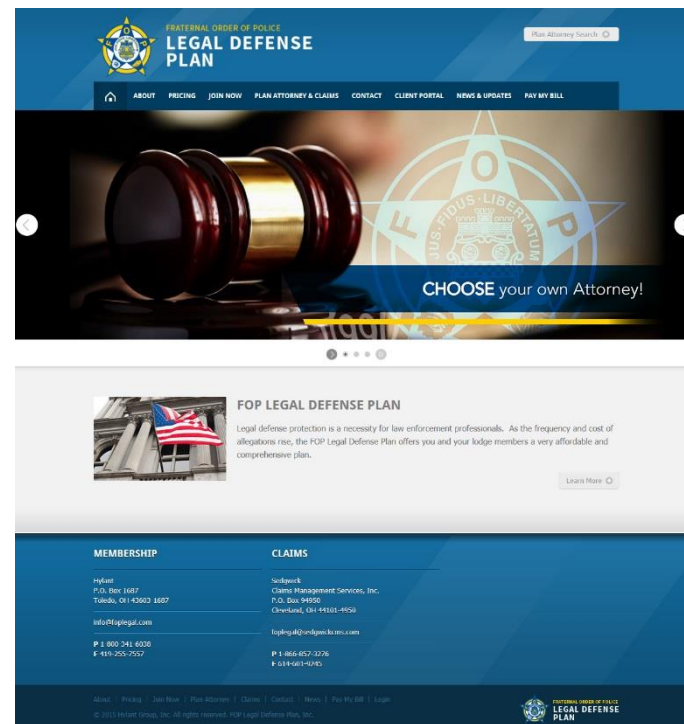 FRATERNAL ORDER OF POLICE
LEGAL DEFENSE
PLAN
Plan Attorney Search
ABOUT PRICING JOIN NOW PLAN ATTORNEY & CLAIMS CONTACT CLIENT PORTAL NEWS & UPDATES PAY MY BILL
F O P
JUS·FIDUS·LIBERTATUM
CHOOSE your own Attorney!
FOP LEGAL DEFENSE PLAN
Legal defense protection is a necessity for law enforcement professionals. As the frequency and cost of
allegations rise, the FOP Legal Defense Plan offers you and your lodge members a very affordable and
comprehensive plan.
Learn More
MEMBERSHIP
Hylant
P.O. Box 1687
Toledo, OH 43603-1687
info@foplegal.com
P 1-800-341-6038
F 419-255-7557
CLAIMS
Sedgwick
Claims Management Services, Inc.
P.O. Box 94950
Cleveland, OH 44101-4950
foplegal@sedgwickcms.com
P 1-866-857-3276
F 614-601-9245
About | Pricing | Join Now | Plan Attorney | Claims | Contact | News | Pay My Bill | Login
© 2015 Hylant Group, Inc. All rights reserved. FOP Legal Defense Plan, Inc.
FRATERNAL ORDER OF POLICE
LEGAL DEFENSE
PLAN